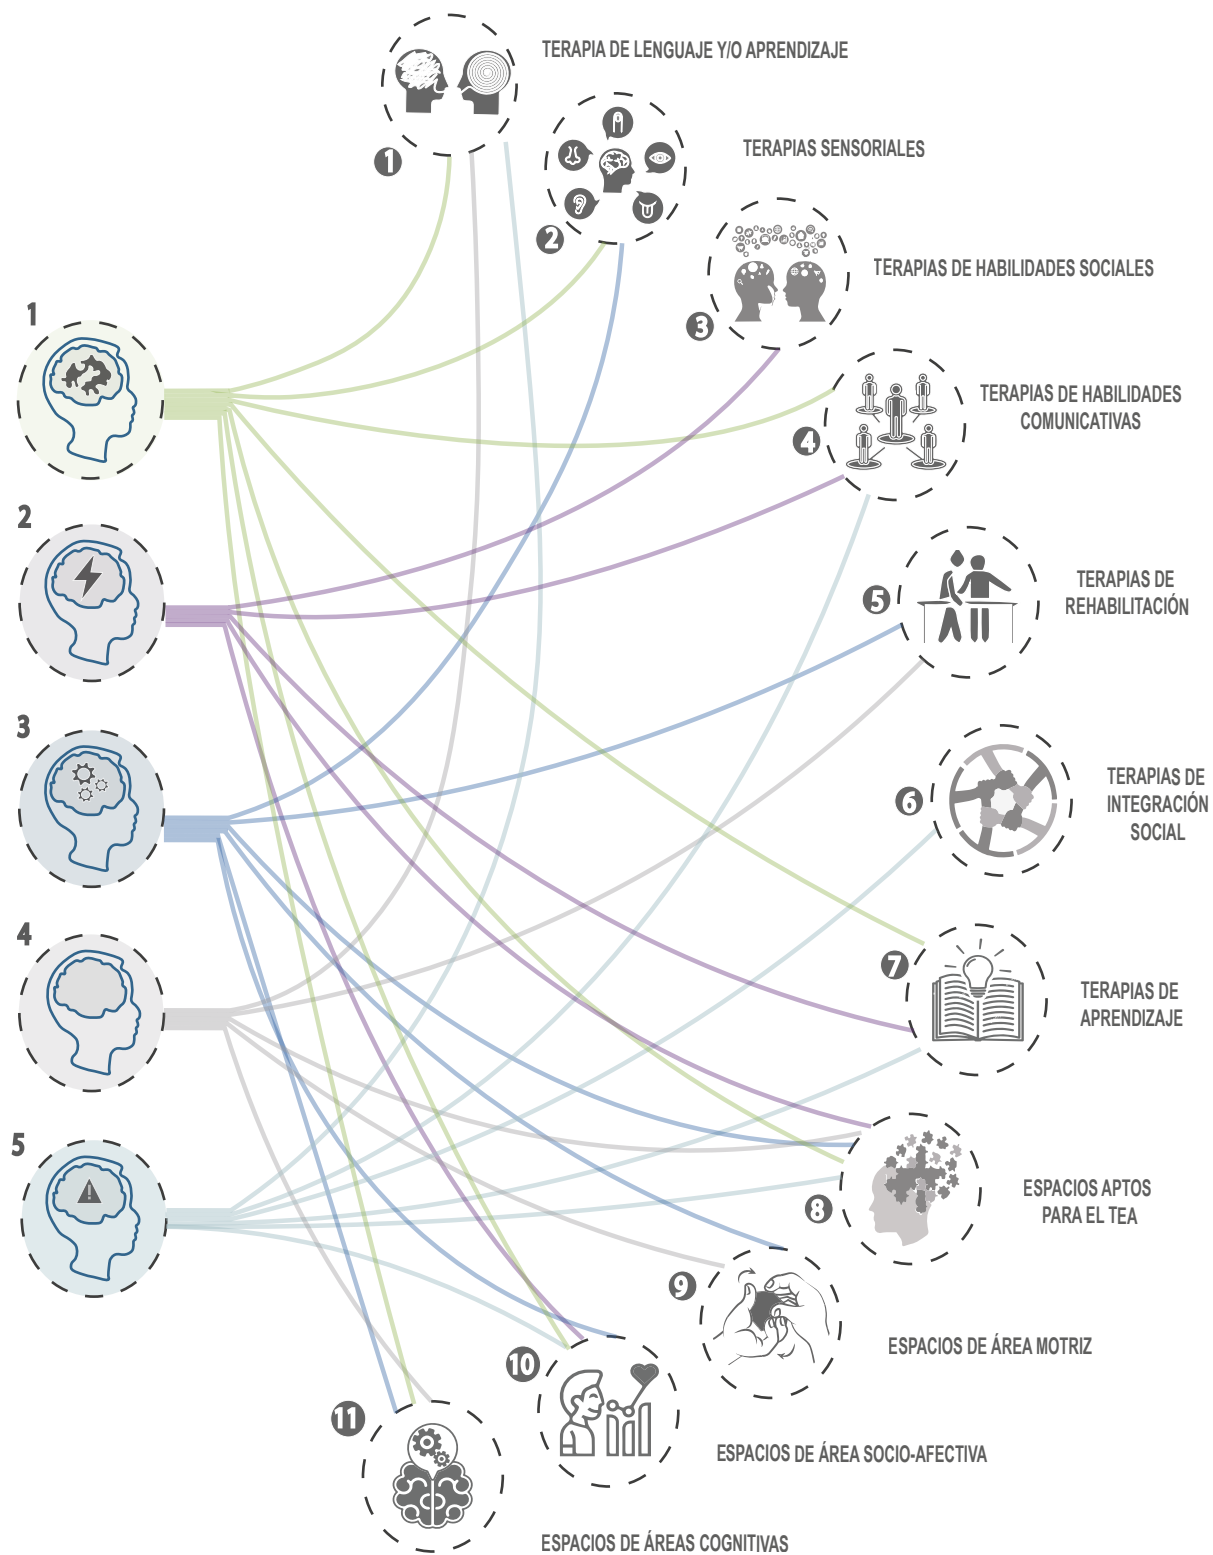 TERAPIA DE LENGUAJE Y/O APRENDIZAJE
1
TERAPIAS SENSORIALES
2
TERAPIAS DE HABILIDADES SOCIALES
3
1
TERAPIAS DE HABILIDADES
COMUNICATIVAS
4
2
TERAPIAS DE
REHABILITACIÓN
5
3
TERAPIAS DE
INTEGRACIÓN
SOCIAL
6
4
TERAPIAS DE
APRENDIZAJE
7
5
ESPACIOS APTOS
PARA EL TEA
8
9
ESPACIOS DE ÁREA MOTRIZ
10
ESPACIOS DE ÁREA SOCIO-AFECTIVA
11
ESPACIOS DE ÁREAS COGNITIVAS